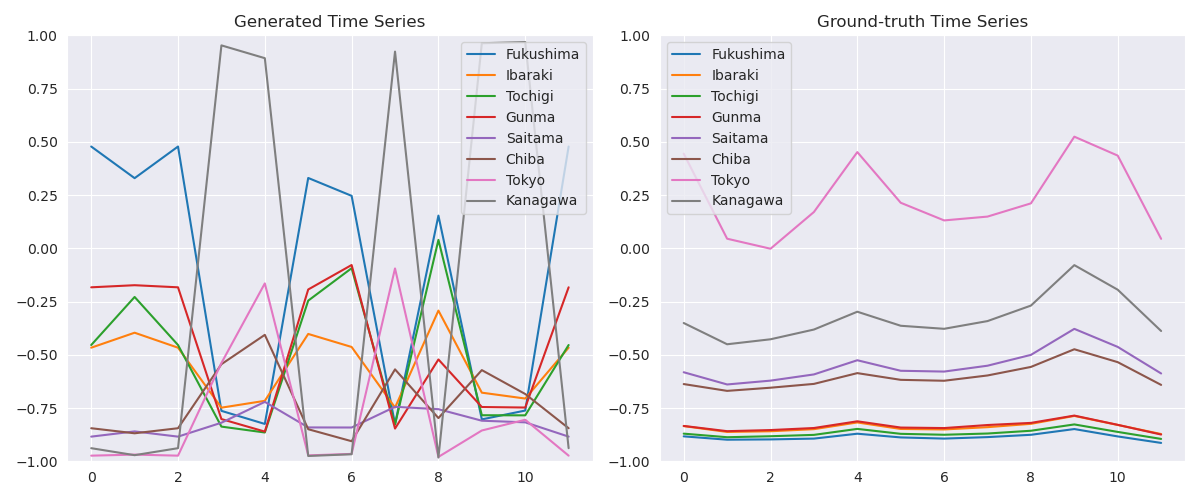 Generated Time Series
1.00
0.75
0.50
0.25
0.00
−0.25
−0.50
−0.75
−1.00
0 2 4 6 8 10
Fukushima
Ibaraki
Tochigi
Gunma
Saitama
Chiba
Tokyo
Kanagawa
Ground-truth Time Series
1.00
0.75
0.50
0.25
0.00
−0.25
−0.50
−0.75
−1.00
0 2 4 6 8 10
Fukushima
Ibaraki
Tochigi
Gunma
Saitama
Chiba
Tokyo
Kanagawa